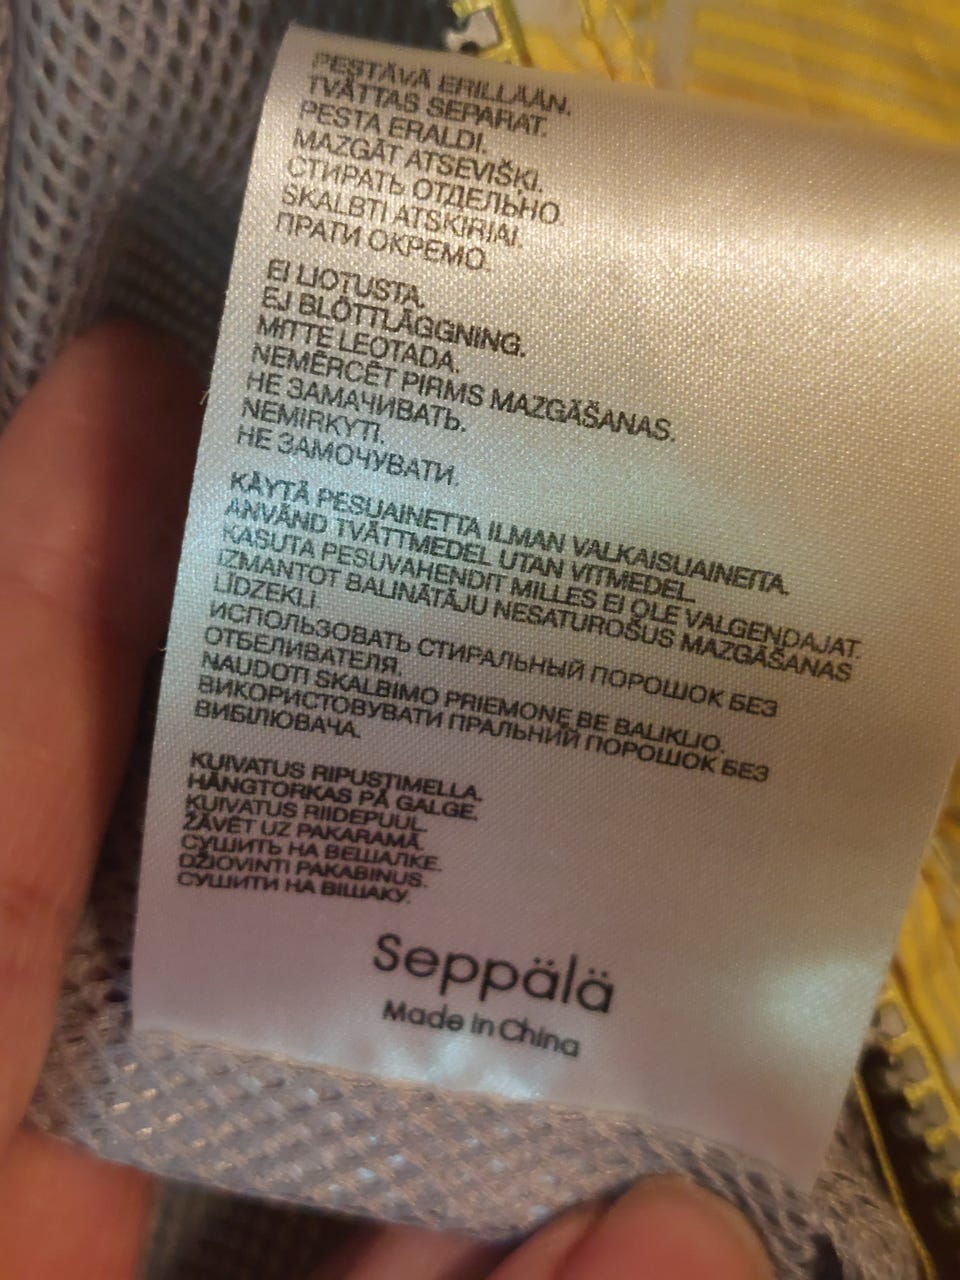 PESTÄVÄ ERILLÄÄN.
TVÄTTAS SEPARAT.
PESTA ERALDI.
MAZGĀT ATSEVIŠĶI.
СТИРАТЬ ОТДЕЛЬНО.
SKALBTI ATSKIRIAI.
ПРАТИ ОКРЕМО.
EI LIOTUSTA.
EJ BLÖTTLÄGGNING.
MITTE LEOTADA.
NEMĒRCĒT PIRMS MAZGĀŠANAS.
НЕ ЗАМАЧИВАТЬ.
NEMIRKYTI.
НЕ ЗАМОЧУВАТИ.
KÄYTÄ PESUAINETTA ILMAN VALKAISUAINEITA.
ANVÄND TVÄTTMEDEL UTAN VITMEDEL.
KASUTA PESUVAHENDIT MILLES EI OLE VALGENDAJAT.
IZMANTOT BALINĀTĀJU NESATUROŠUS MAZGĀŠANAS
LĪDZEKLI.
ИСПОЛЬЗОВАТЬ СТИРАЛЬНЫЙ ПОРОШОК БЕЗ
ОТБЕЛИВАТЕЛЯ.
NAUDOTI SKALBIMO PRIEMONĘ BE BALIKLIO.
ВИКОРИСТОВУВАТИ ПРАЛЬНИЙ ПОРОШОК БЕЗ
ВИБІЛЮВАЧА.
KUIVATUS RIPUSTIMELLA.
HÄNGTORKAS PÅ GALGE.
KUIVATUS RIIDEPUUL.
ŽĀVĒT UZ PAKARAMĀ.
СУШИТЬ НА ВЕШАЛКЕ.
DŽIOVINTI PAKABINUS.
СУШИТИ НА ВІШАКУ.
Seppälä
Made in China